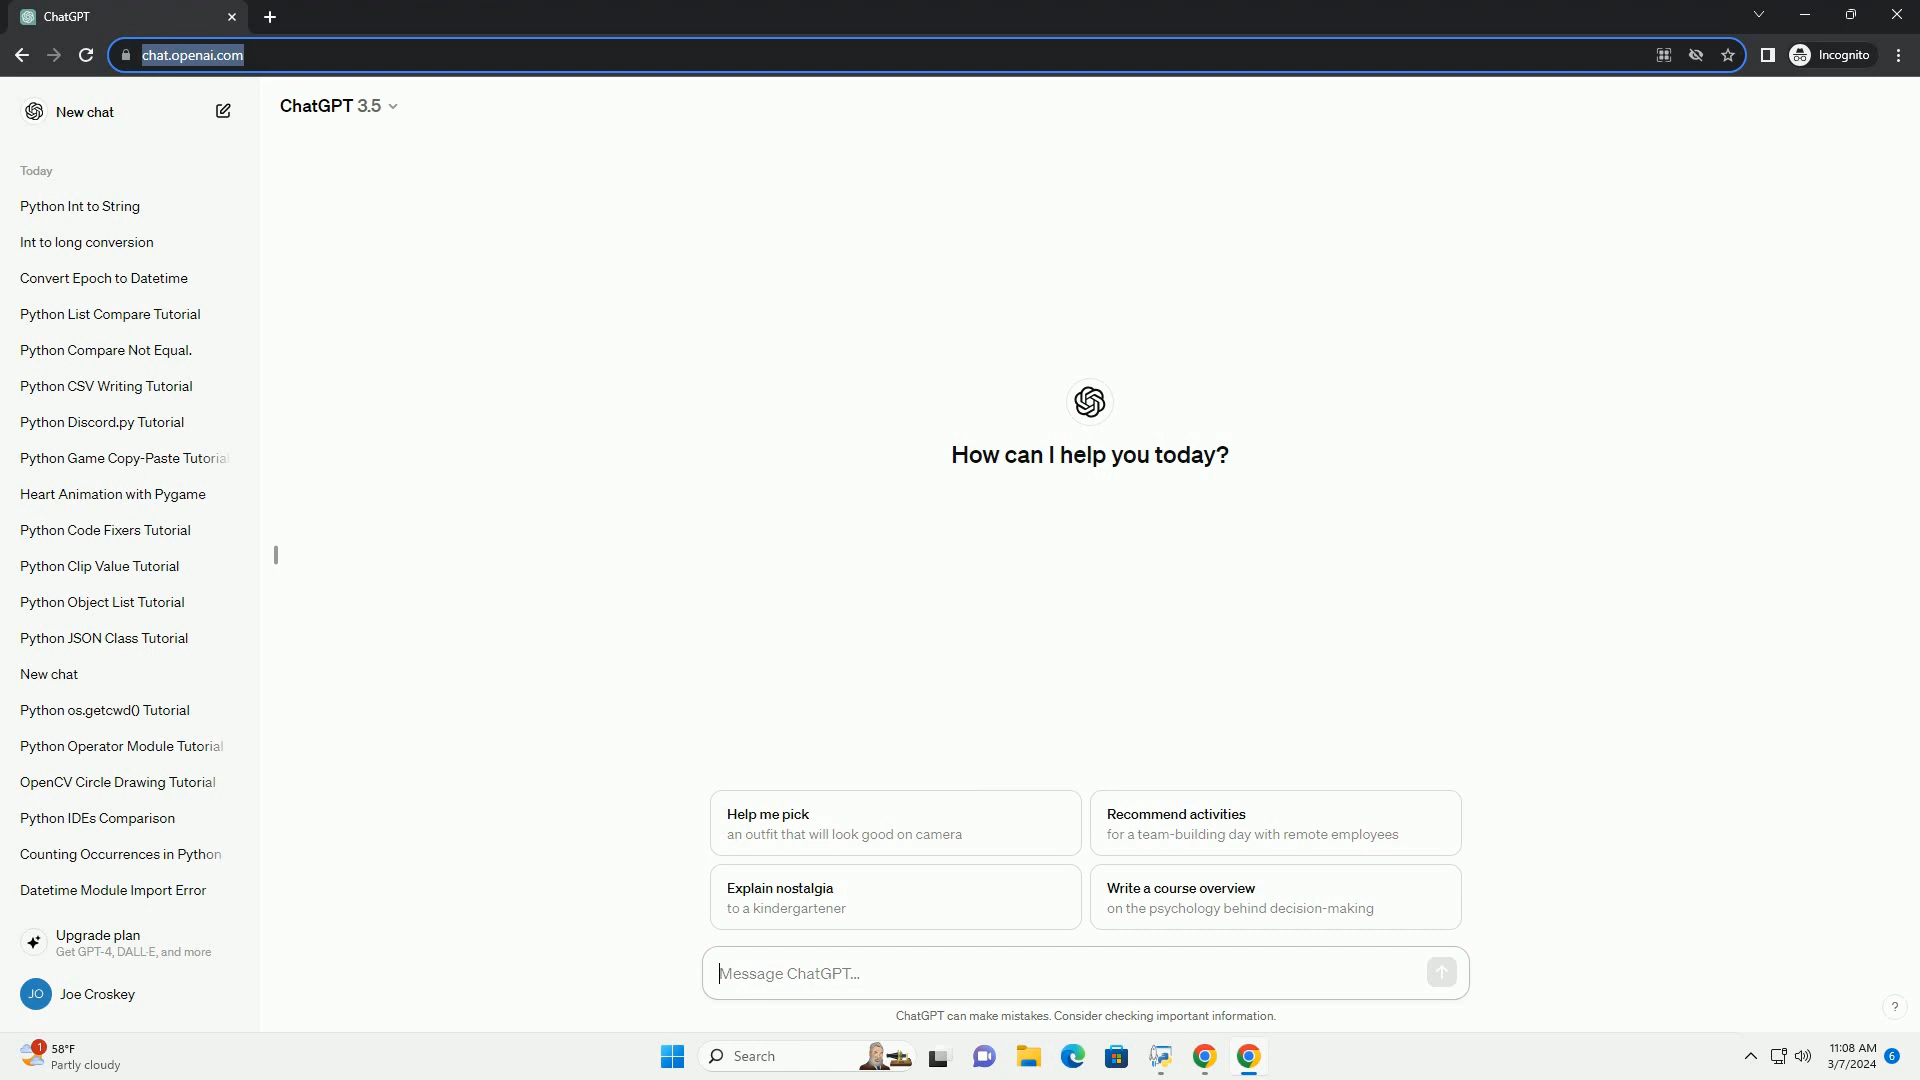 ChatGPT
chat.openai.com
Incognito
New chat
ChatGPT 3.5
Today
Python Int to String
Int to long conversion
Convert Epoch to Datetime
Python List Compare Tutorial
Python Compare Not Equal.
Python CSV Writing Tutorial
Python Discord.py Tutorial
Python Game Copy-Paste Tutorial
Heart Animation with Pygame
Python Code Fixers Tutorial
Python Clip Value Tutorial
Python Object List Tutorial
Python JSON Class Tutorial
New chat
Python os.getcwd() Tutorial
Python Operator Module Tutorial
OpenCV Circle Drawing Tutorial
Python IDEs Comparison
Counting Occurrences in Python
Datetime Module Import Error
Upgrade plan
Get GPT-4, DALL·E, and more
JO Joe Croskey
How can I help you today?
Help me pick
an outfit that will look good on camera
Recommend activities
for a team-building day with remote employees
Explain nostalgia
to a kindergartener
Write a course overview
on the psychology behind decision-making
Message ChatGPT...
ChatGPT can make mistakes. Consider checking important information.
?
1
58°F
Partly cloudy
Search
11:08 AM
3/7/2024
6